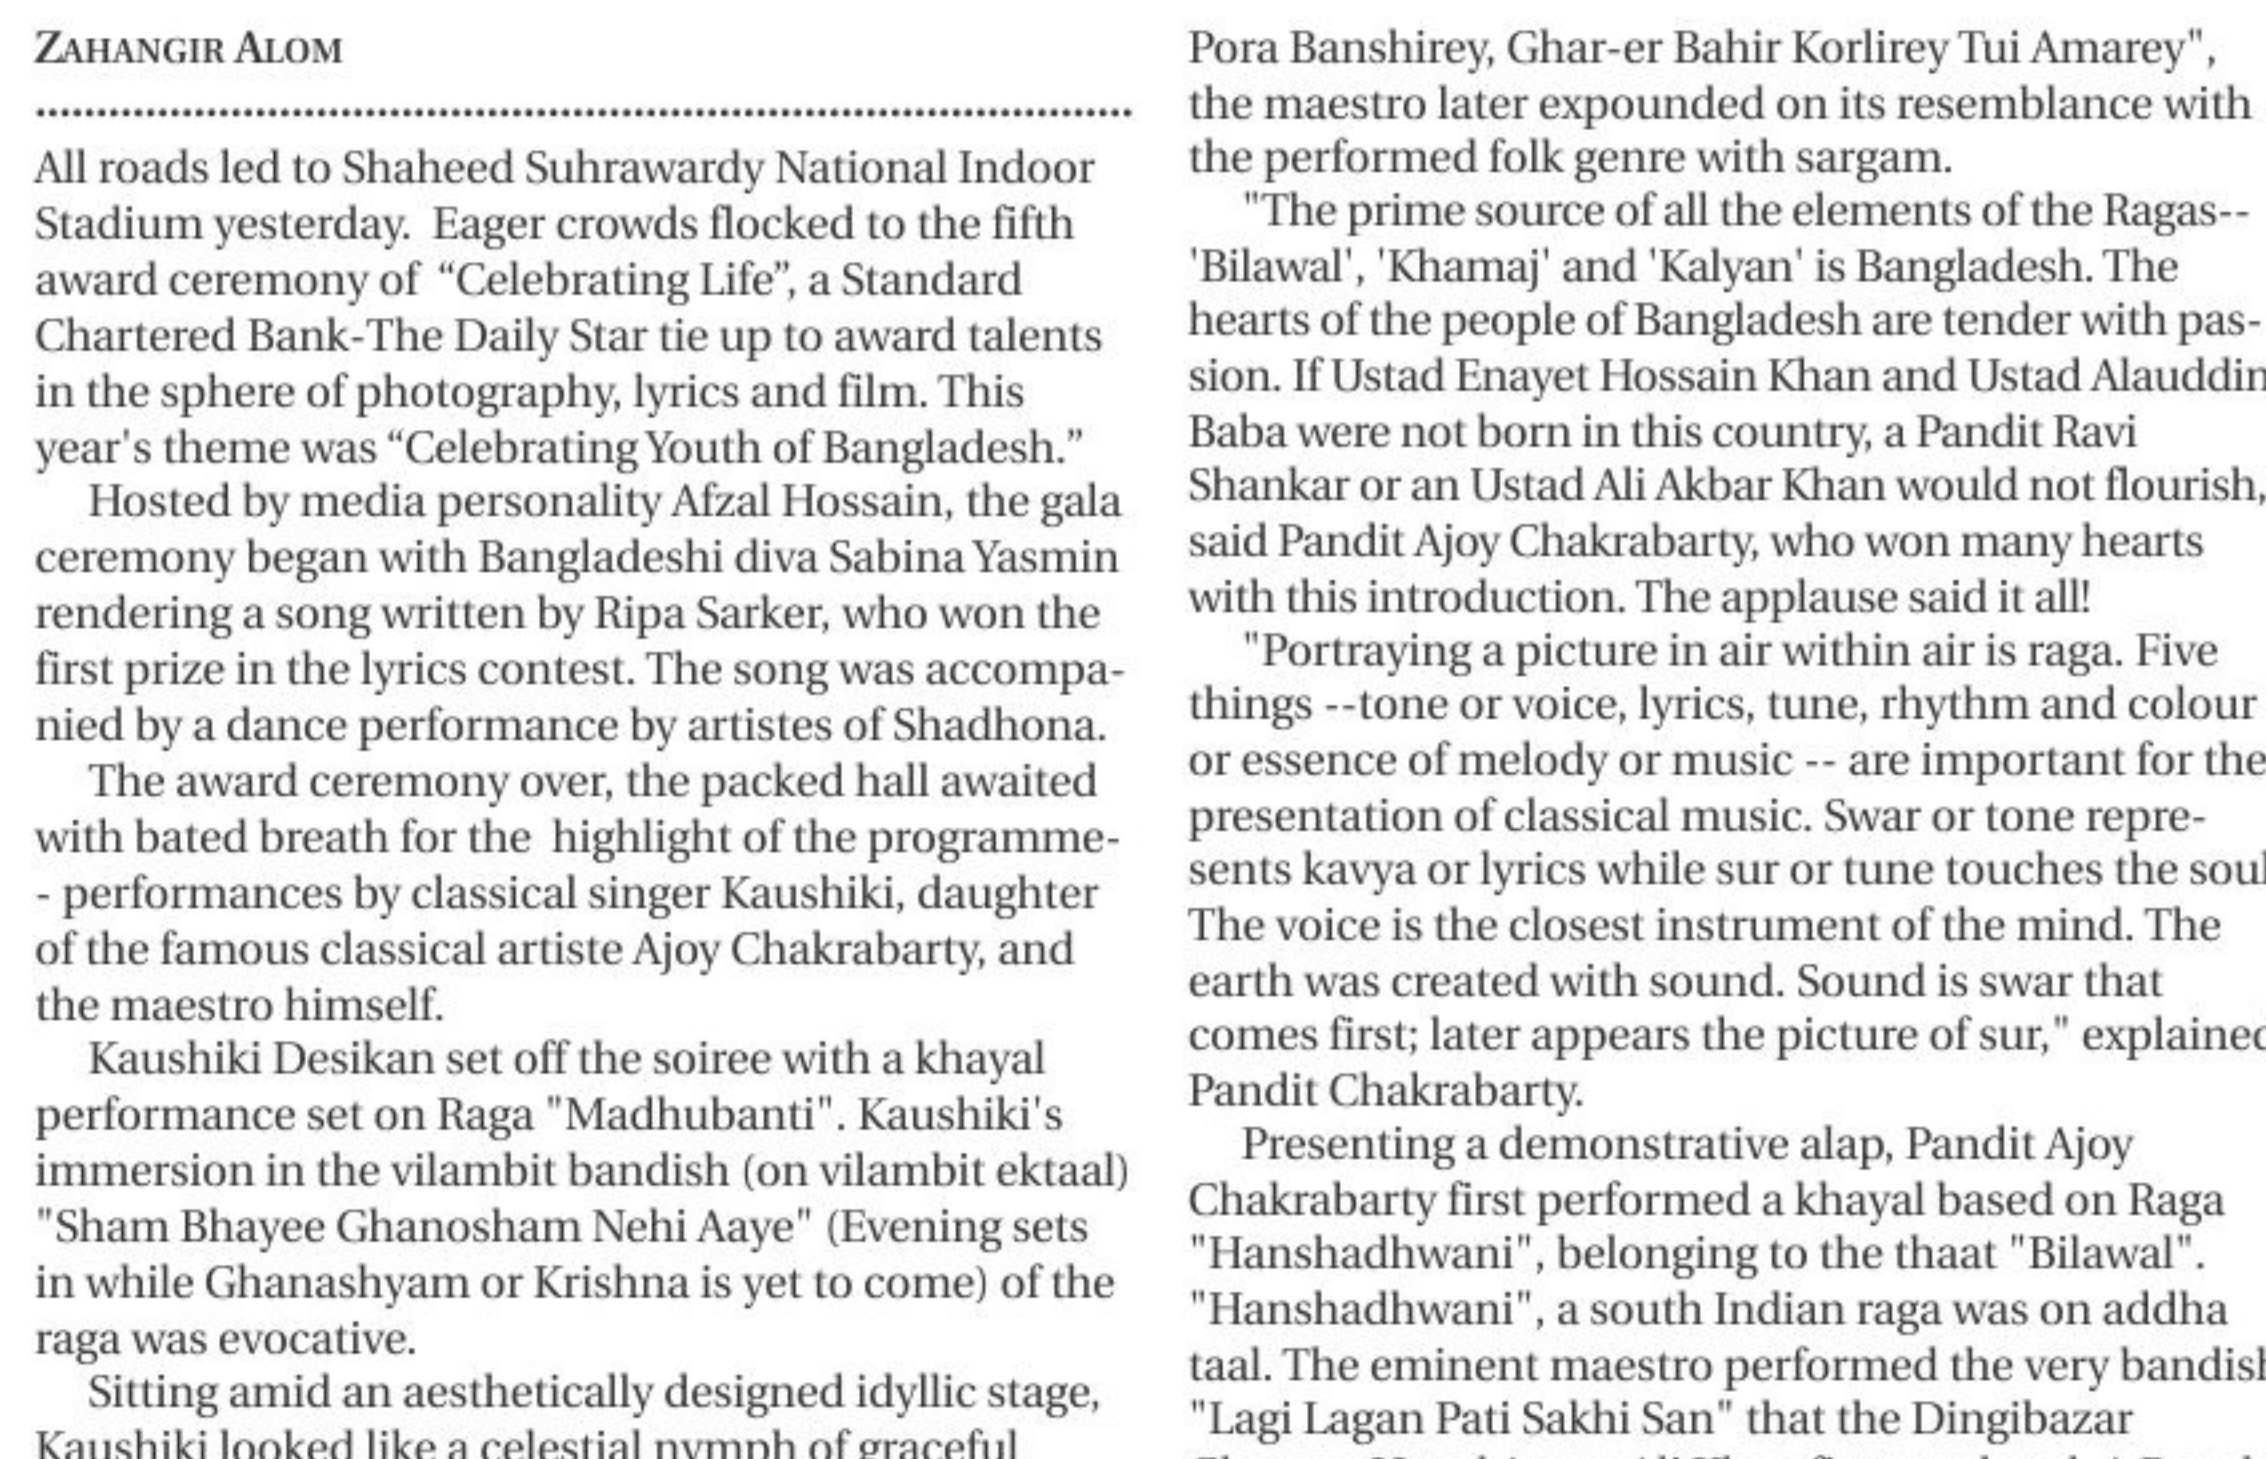 ZAHANGIR ALOM
All roads led to Shaheed Suhrawardy National Indoor
Stadium yesterday.  Eager crowds flocked to the fifth
award ceremony of  “Celebrating Life”, a Standard
Chartered Bank-The Daily Star tie up to award talents
in the sphere of photography, lyrics and film. This
year's theme was “Celebrating Youth of Bangladesh.”
Hosted by media personality Afzal Hossain, the gala
ceremony began with Bangladeshi diva Sabina Yasmin
rendering a song written by Ripa Sarker, who won the
first prize in the lyrics contest. The song was accompa-
nied by a dance performance by artistes of Shadhona.
The award ceremony over, the packed hall awaited
with bated breath for the  highlight of the programme-
- performances by classical singer Kaushiki, daughter
of the famous classical artiste Ajoy Chakrabarty, and
the maestro himself.
Kaushiki Desikan set off the soiree with a khayal
performance set on Raga "Madhubanti". Kaushiki's
immersion in the vilambit bandish (on vilambit ektaal)
"Sham Bhayee Ghanosham Nehi Aaye" (Evening sets
in while Ghanashyam or Krishna is yet to come) of the
raga was evocative.
Sitting amid an aesthetically designed idyllic stage,
Kaushiki looked like a celestial nymph of graceful
Pora Banshirey, Ghar-er Bahir Korlirey Tui Amarey",
the maestro later expounded on its resemblance with
the performed folk genre with sargam.
"The prime source of all the elements of the Ragas--
'Bilawal', 'Khamaj' and 'Kalyan' is Bangladesh. The
hearts of the people of Bangladesh are tender with pas-
sion. If Ustad Enayet Hossain Khan and Ustad Alauddin
Baba were not born in this country, a Pandit Ravi
Shankar or an Ustad Ali Akbar Khan would not flourish,
said Pandit Ajoy Chakrabarty, who won many hearts
with this introduction. The applause said it all!
"Portraying a picture in air within air is raga. Five
things --tone or voice, lyrics, tune, rhythm and colour
or essence of melody or music -- are important for the
presentation of classical music. Swar or tone repre-
sents kavya or lyrics while sur or tune touches the soul
The voice is the closest instrument of the mind. The
earth was created with sound. Sound is swar that
comes first; later appears the picture of sur," explained
Pandit Chakrabarty.
Presenting a demonstrative alap, Pandit Ajoy
Chakrabarty first performed a khayal based on Raga
"Hanshadhwani", belonging to the thaat "Bilawal".
"Hanshadhwani", a south Indian raga was on addha
taal. The eminent maestro performed the very bandish
"Lagi Lagan Pati Sakhi San" that the Dingibazar